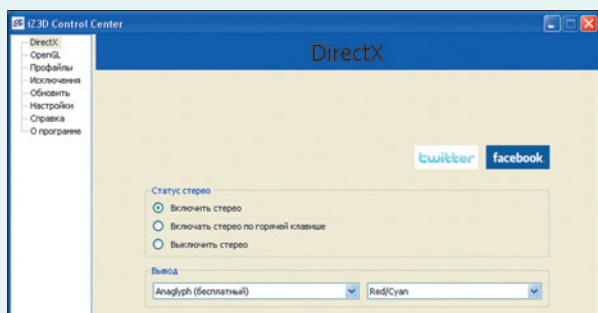 iZ3D Control Center
DirectX
OpenGL
Профайлы
Исключения
Обновить
Настройки
Справка
О программе
DirectX
twitter
facebook
Статус стерео
Включить стерео
Включать стерео по горячей клавише
Выключить стерео
Вывод
Anaglyph (бесплатный)
Red/Cyan